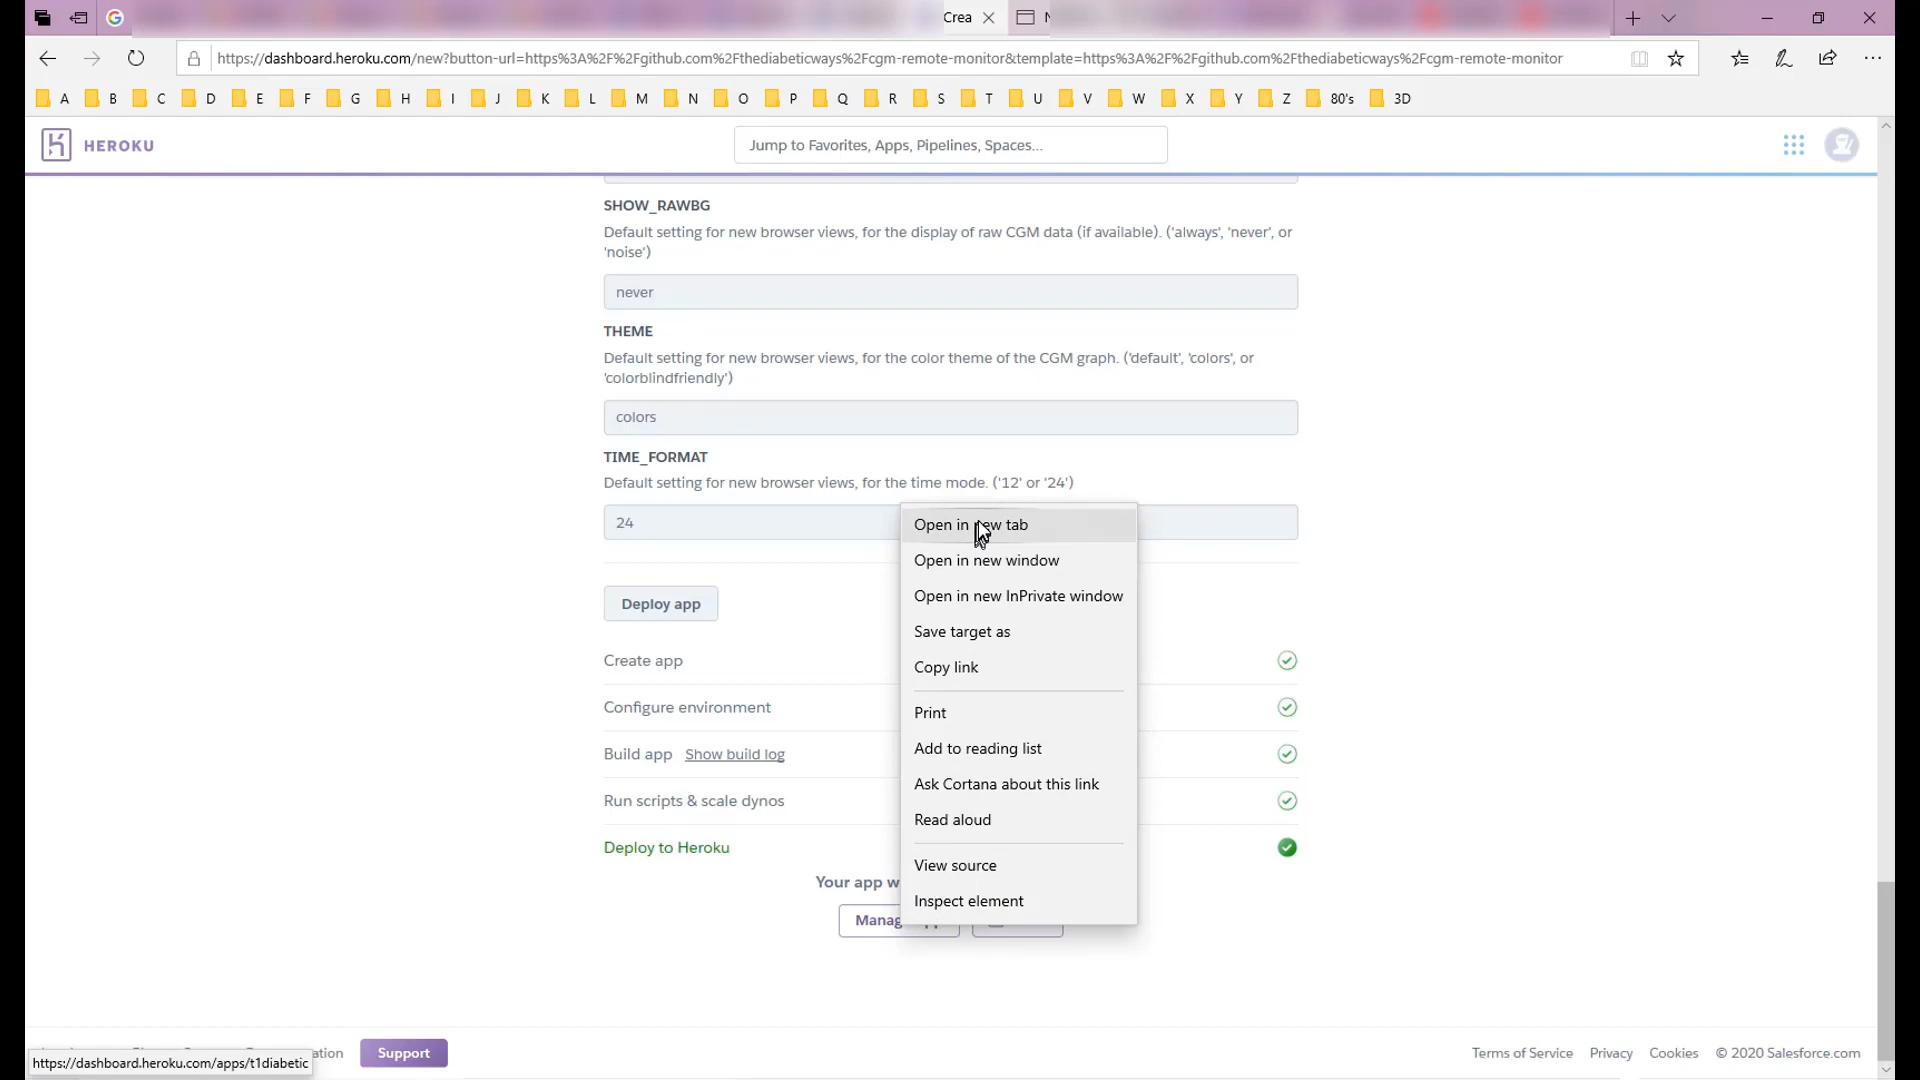 Crea
https://dashboard.heroku.com/new?button-url=https%3A%2F%2Fgithub.com%2Fthediabeticways%2Fcgm-remote-monitor&template=https%3A%2F%2Fgithub.com%2Fthediabeticways%2Fcgm-remote-monitor
A B C D E F G H I J K L M N O P Q R S T U V W X Y Z 80's 3D
HEROKU
Jump to Favorites, Apps, Pipelines, Spaces...
SHOW_RAWBG
Default setting for new browser views, for the display of raw CGM data (if available). ('always', 'never', or
'noise')
never
THEME
Default setting for new browser views, for the color theme of the CGM graph. ('default', 'colors', or
'colorblindfriendly')
colors
TIME_FORMAT
Default setting for new browser views, for the time mode. ('12' or '24')
24
Open in new tab
Open in new window
Open in new InPrivate window
Save target as
Copy link
Print
Add to reading list
Ask Cortana about this link
Read aloud
View source
Inspect element
Deploy app
Create app
Configure environment
Build app Show build log
Run scripts & scale dynos
Deploy to Heroku
Your app w
Manag
ation
Support
https://dashboard.heroku.com/apps/t1diabetic
Terms of Service Privacy Cookies © 2020 Salesforce.com